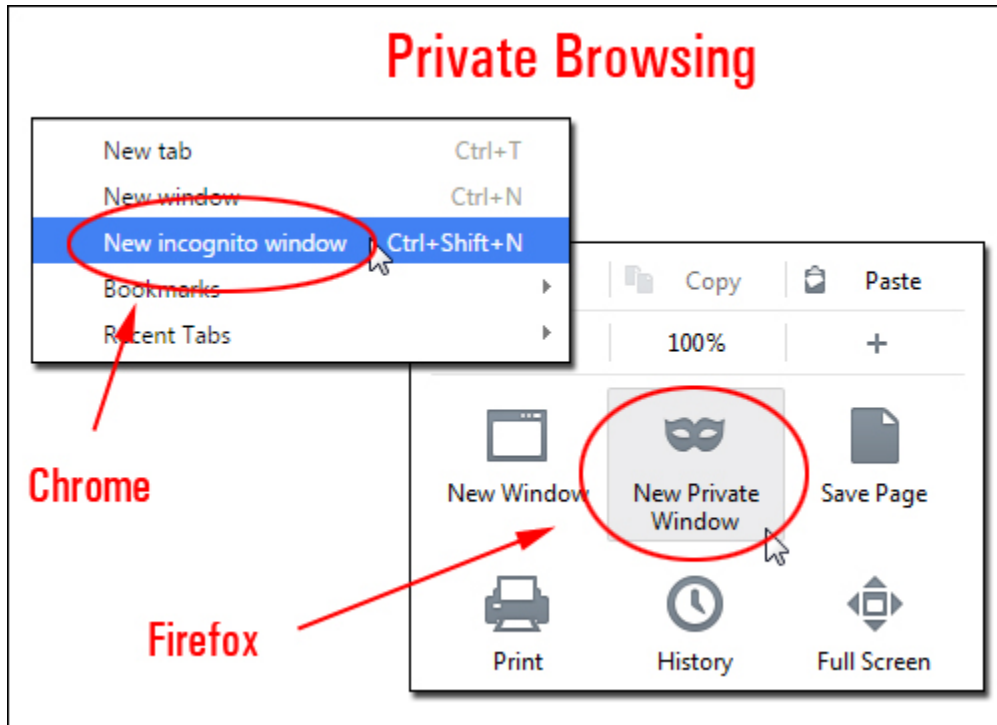 Private Browsing
New tab Ctrl+T
New window Ctrl+N
New incognito window Ctrl+Shift+N
Bookmarks
Recent Tabs
Chrome
Copy Paste
100% +
New Window
New Private
Window
Save Page
Firefox
Print
History
Full Screen